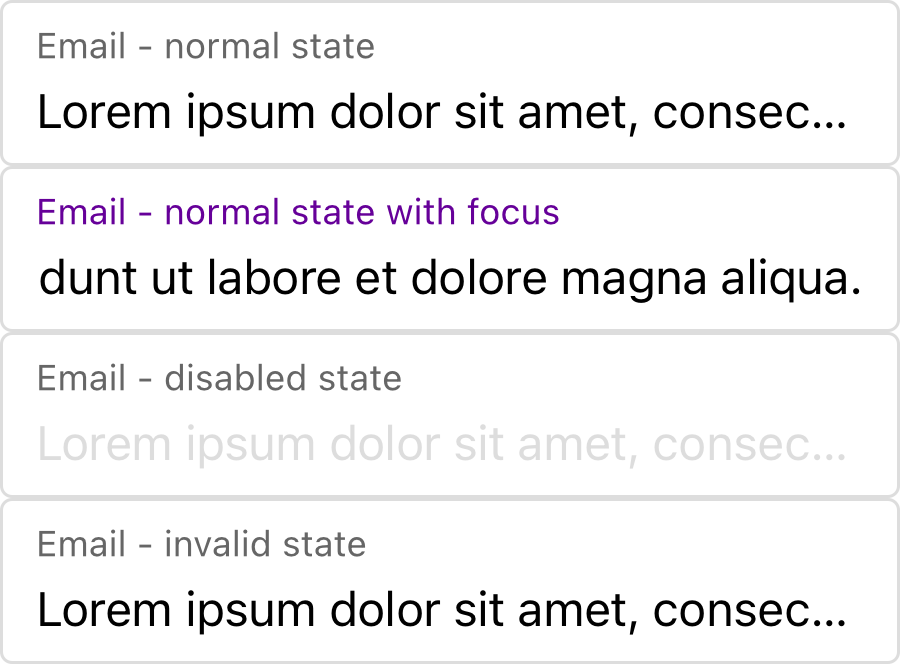 Email - normal state
Lorem ipsum dolor sit amet, consec...
Email - normal state with focus
dunt ut labore et dolore magna aliqua.
Email - disabled state
Lorem ipsum dolor sit amet, consec...
Email - invalid state
Lorem ipsum dolor sit amet, consec...